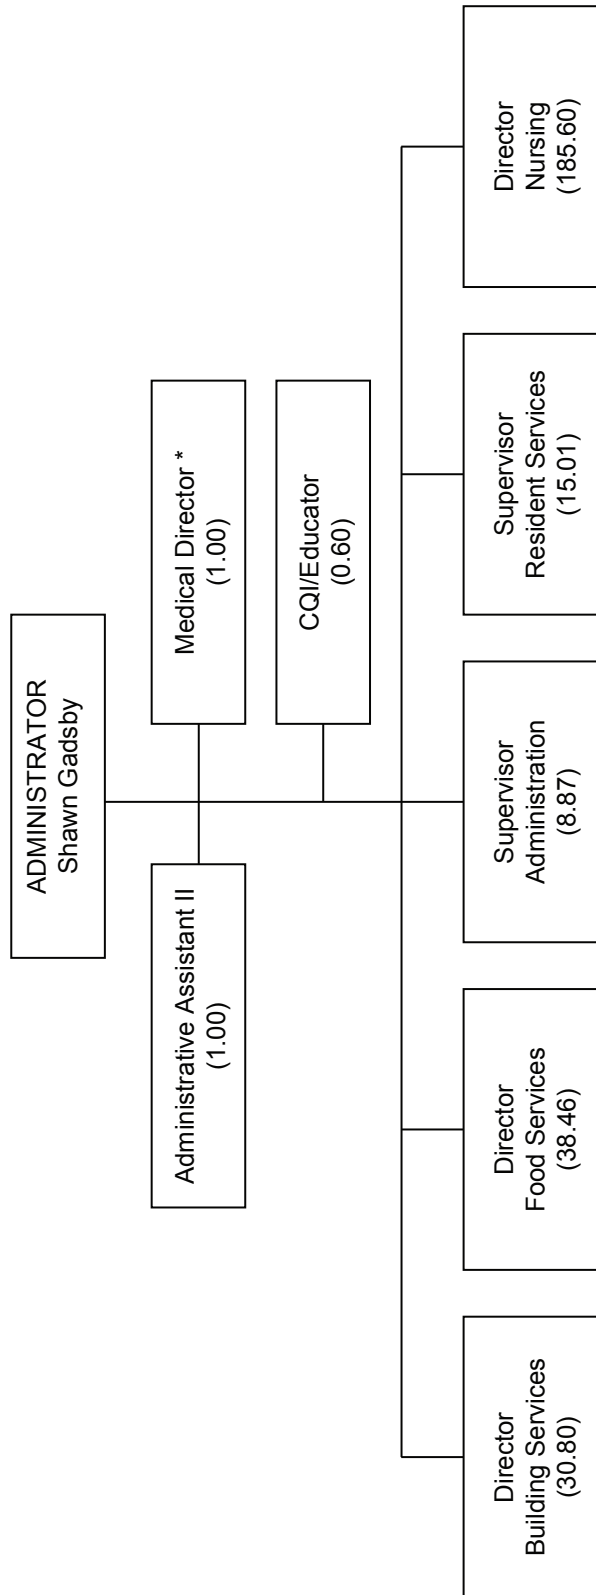 ADMINISTRATOR
Shawn Gadsby
Administrative Assistant II
(1.00)
Medical Director *
(1.00)
CQI/Educator
(0.60)
Director
Building Services
(30.80)
Director
Food Services
(38.46)
Supervisor
Administration
(8.87)
Supervisor
Resident Services
(15.01)
Director
Nursing
(185.60)